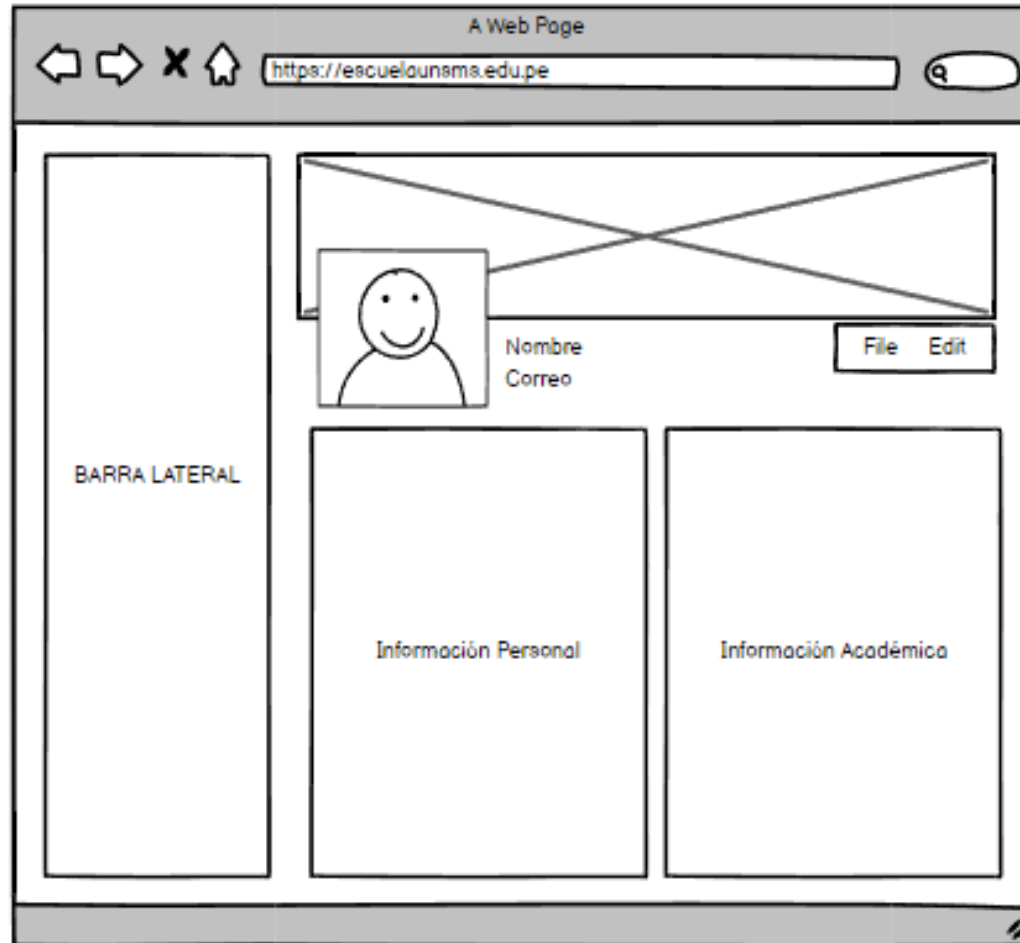 A Web Page
https://escuelaunsms.edu.pe
Nombre
Correo
File Edit
BARRA LATERAL
Información Personal
Información Académica